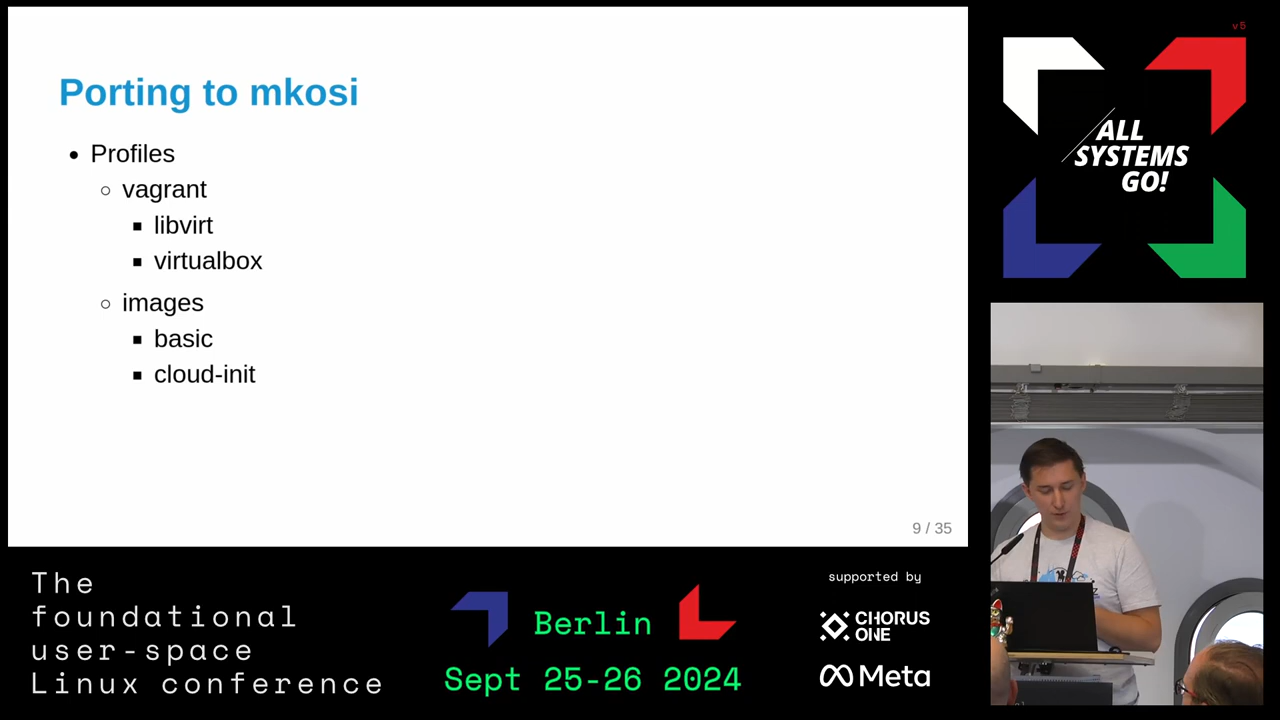 Porting to mkosi
Profiles
vagrant
libvirt
virtualbox
images
basic
cloud-init
9 / 35
v5
ALL
SYSTEMS
GO!
The
foundational
user-space
Linux conference
Berlin
Sept 25-26 2024
supported by
CHORUS
ONE
Meta